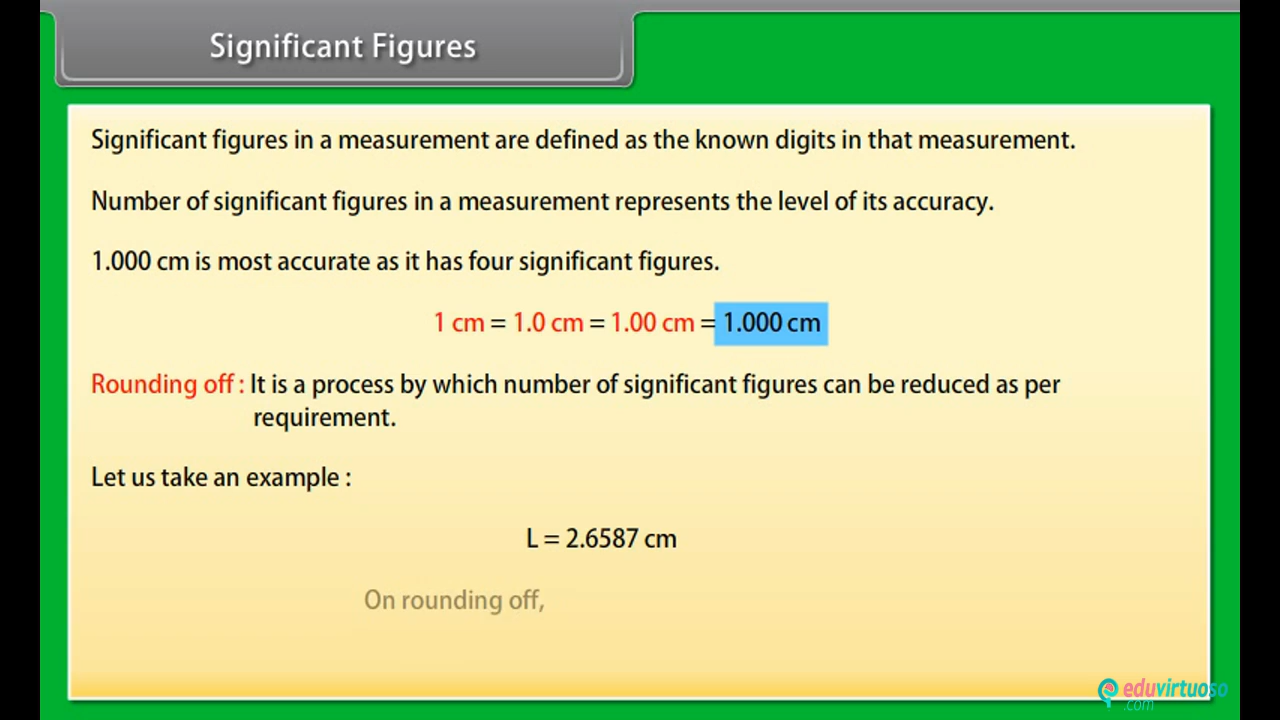 Significant Figures
Significant figures in a measurement are defined as the known digits in that measurement.
Number of significant figures in a measurement represents the level of its accuracy.
1.000 cm is most accurate as it has four significant figures.
1 cm = 1.0 cm = 1.00 cm = 1.000 cm
Rounding off : It is a process by which number of significant figures can be reduced as per
requirement.
Let us take an example :
L = 2.6587 cm
On rounding off,
eduvirtuoso
.com